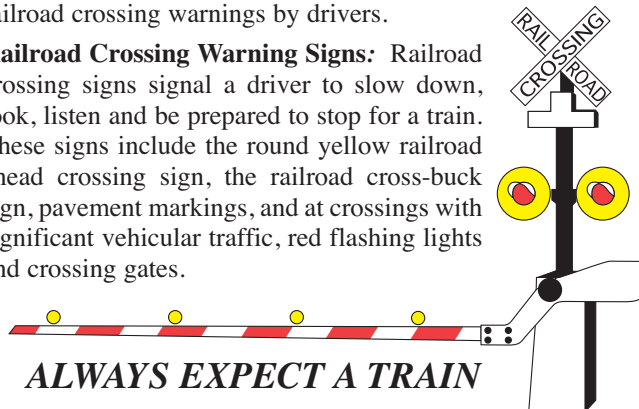 ailroad crossing warnings by drivers.
ailroad Crossing Warning Signs: Railroad
rossing signs signal a driver to slow down,
ook, listen and be prepared to stop for a train.
hese signs include the round yellow railroad
head crossing sign, the railroad cross-buck
ign, pavement markings, and at crossings with
gnificant vehicular traffic, red flashing lights
nd crossing gates.
RAIL ROAD
CROSSING
ALWAYS EXPECT A TRAIN